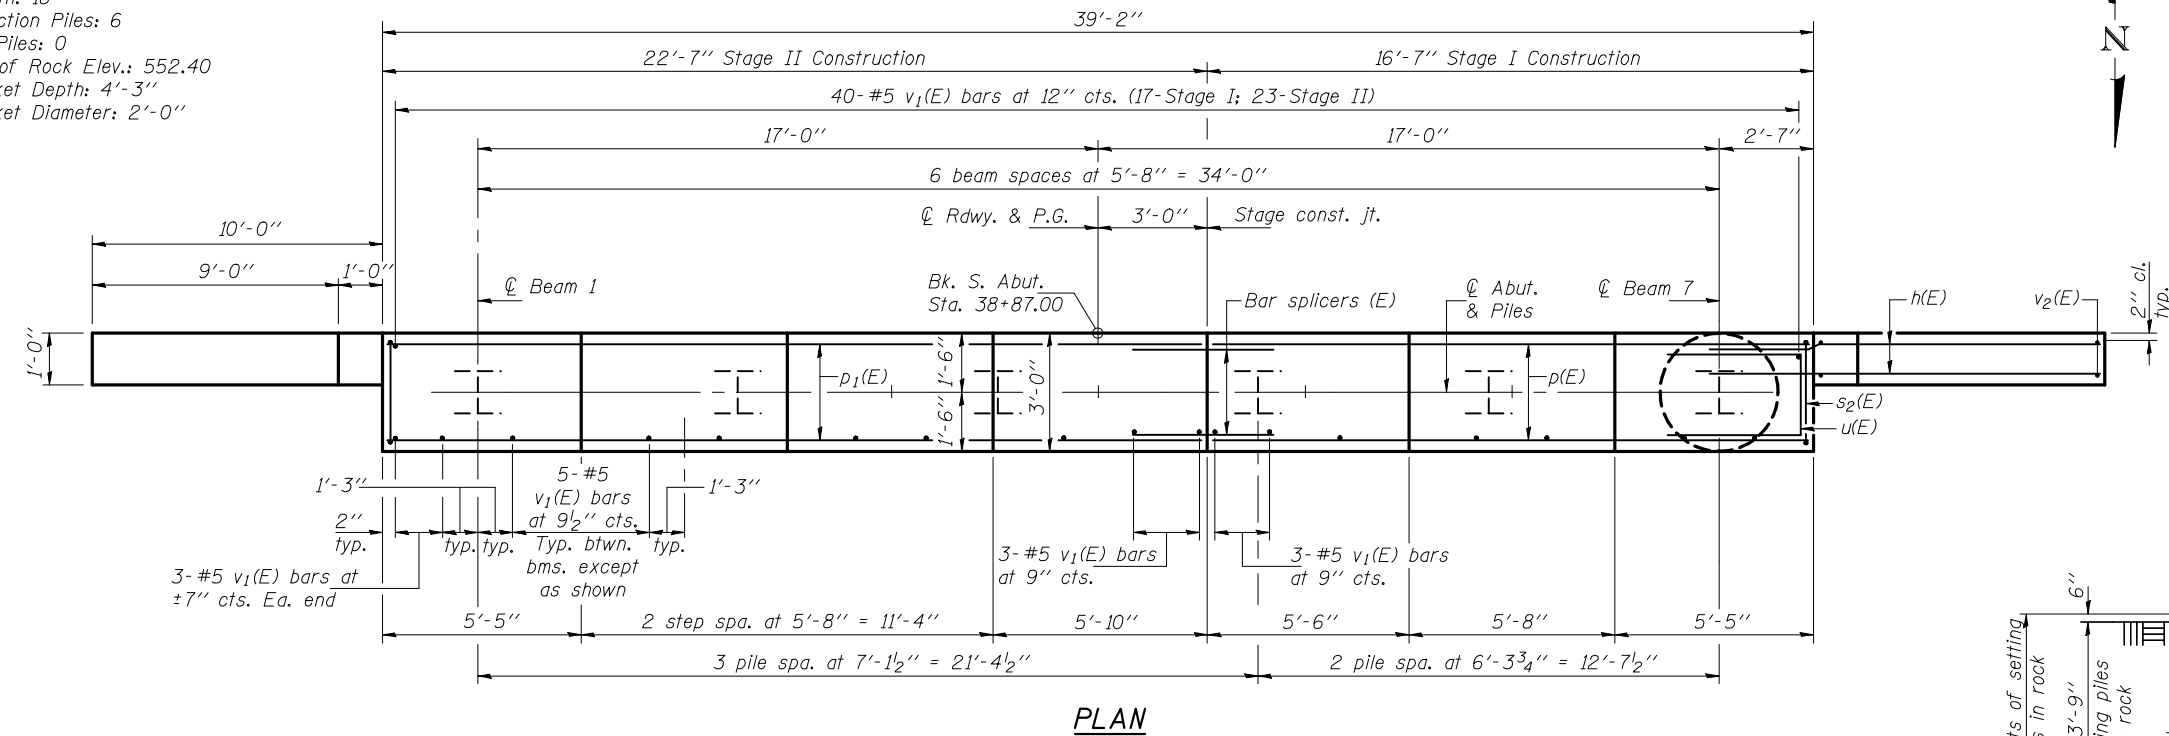 ction Piles: 6
Piles: 0
of Rock Elev.: 552.40
ket Depth: 4'-3"
ket Diameter: 2'-0"
39'-2"
N
22'-7" Stage II Construction
16'-7" Stage I Construction
40-#5 v1(E) bars at 12" cts. (17-Stage I; 23-Stage II)
17'-0"
17'-0"
2'-7"
6 beam spaces at 5'-8" = 34'-0"
℄ Rdwy. & P.G.
3'-0"
Stage const. jt.
10'-0"
9'-0"
1'-0"
℄ Beam 1
Bk. S. Abut.
Sta. 38+87.00
Bar splicers (E)
℄ Abut.
& Piles
℄ Beam 7
h(E)
v2(E)
2" cl.
typ.
1'-0"
p1(E)
1'-6"
1'-6"
3'-0"
p(E)
s2(E)
u(E)
1'-3"
5-#5
v1(E) bars
at 9½" cts.
Typ. btwn.
bms. except
as shown
1'-3"
2"
typ.
typ.
typ.
typ.
3-#5 v1(E) bars at
±7" cts. Ea. end
3-#5 v1(E) bars
at 9" cts.
3-#5 v1(E) bars
at 9" cts.
5'-5"
2 step spa. at 5'-8" = 11'-4"
5'-10"
5'-6"
5'-8"
5'-5"
3 pile spa. at 7'-1½" = 21'-4½"
2 pile spa. at 6'-3¾" = 12'-7½"
PLAN
6"
ts of setting
s in rock
3'-9"
ing piles
rock